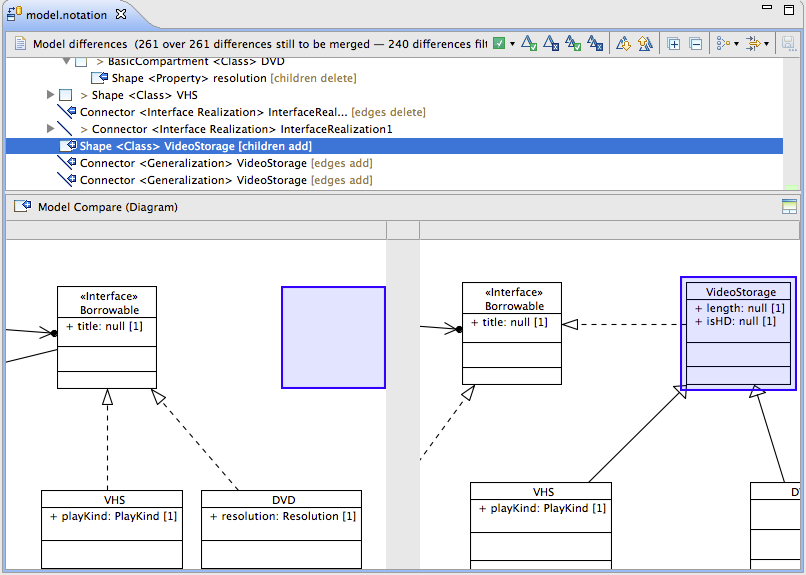 model.notation
Model differences (261 over 261 differences still to be merged — 240 differences filt
> BasicCompartment <Class> DVD
Shape <Property> resolution [children delete]
> Shape <Class> VHS
Connector <Interface Realization> InterfaceReal... [edges delete]
> Connector <Interface Realization> InterfaceRealization1
Shape <Class> VideoStorage [children add]
Connector <Generalization> VideoStorage [edges add]
Connector <Generalization> VideoStorage [edges add]
Model Compare (Diagram)
«Interface»
Borrowable
+ title: null [1]
VHS
+ playKind: PlayKind [1]
DVD
+ resolution: Resolution [1]
«Interface»
Borrowable
+ title: null [1]
VideoStorage
+ length: null [1]
+ isHD: null [1]
VHS
+ playKind: PlayKind [1]